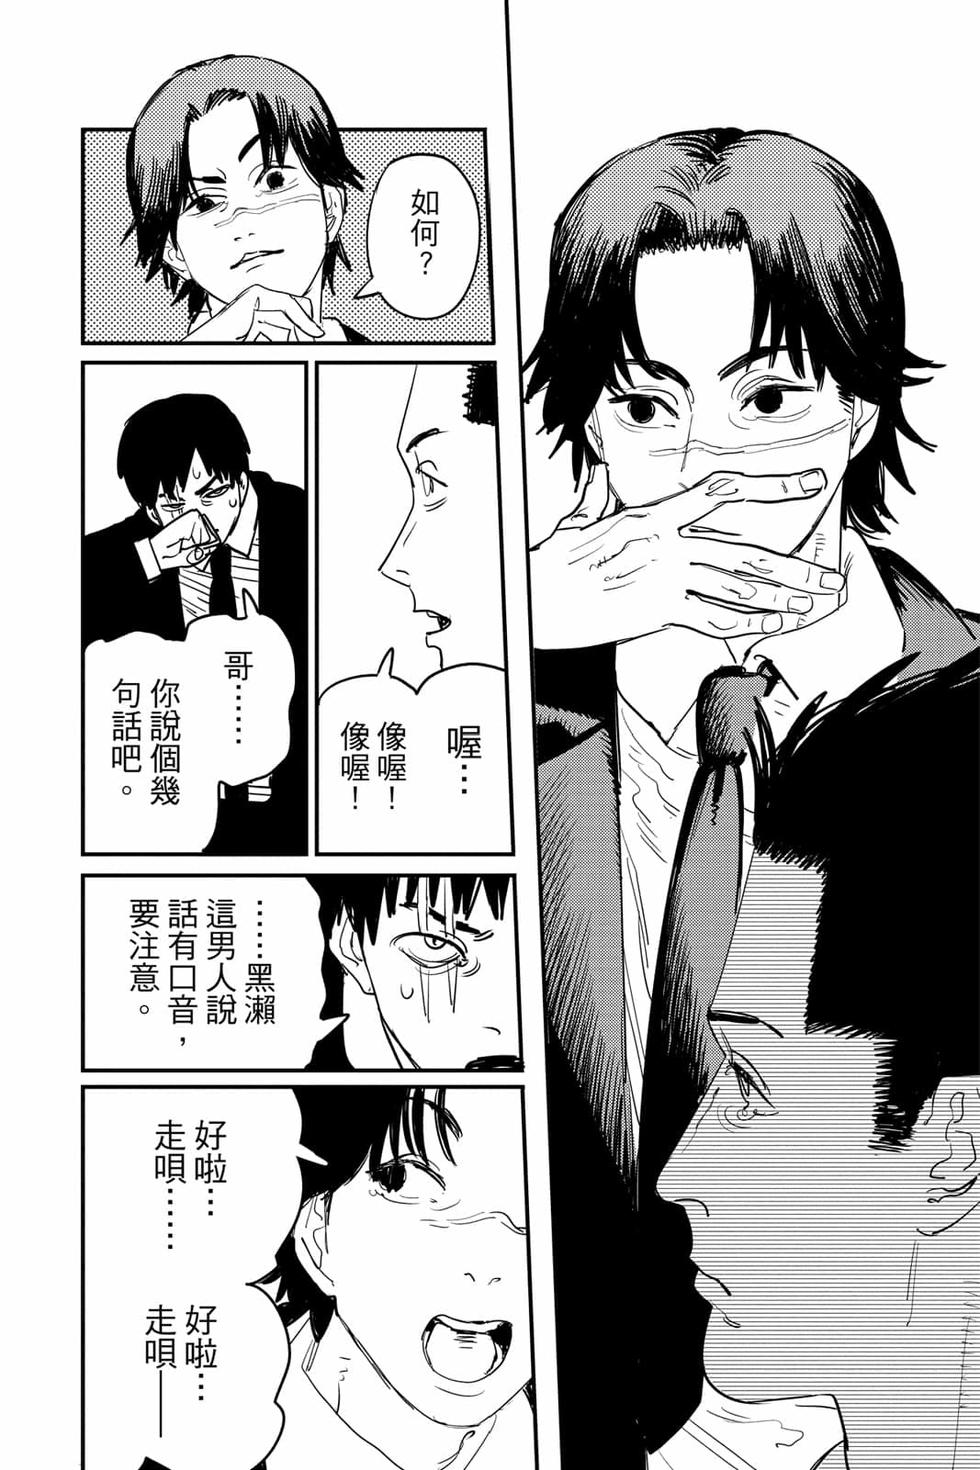 如何？
喔…
像喔！
像喔！
哥……
你說個幾
句話吧。
……黑瀨
這男人說
話有口音，
要注意。
好啦…
走唄……
好啦…
走唄——